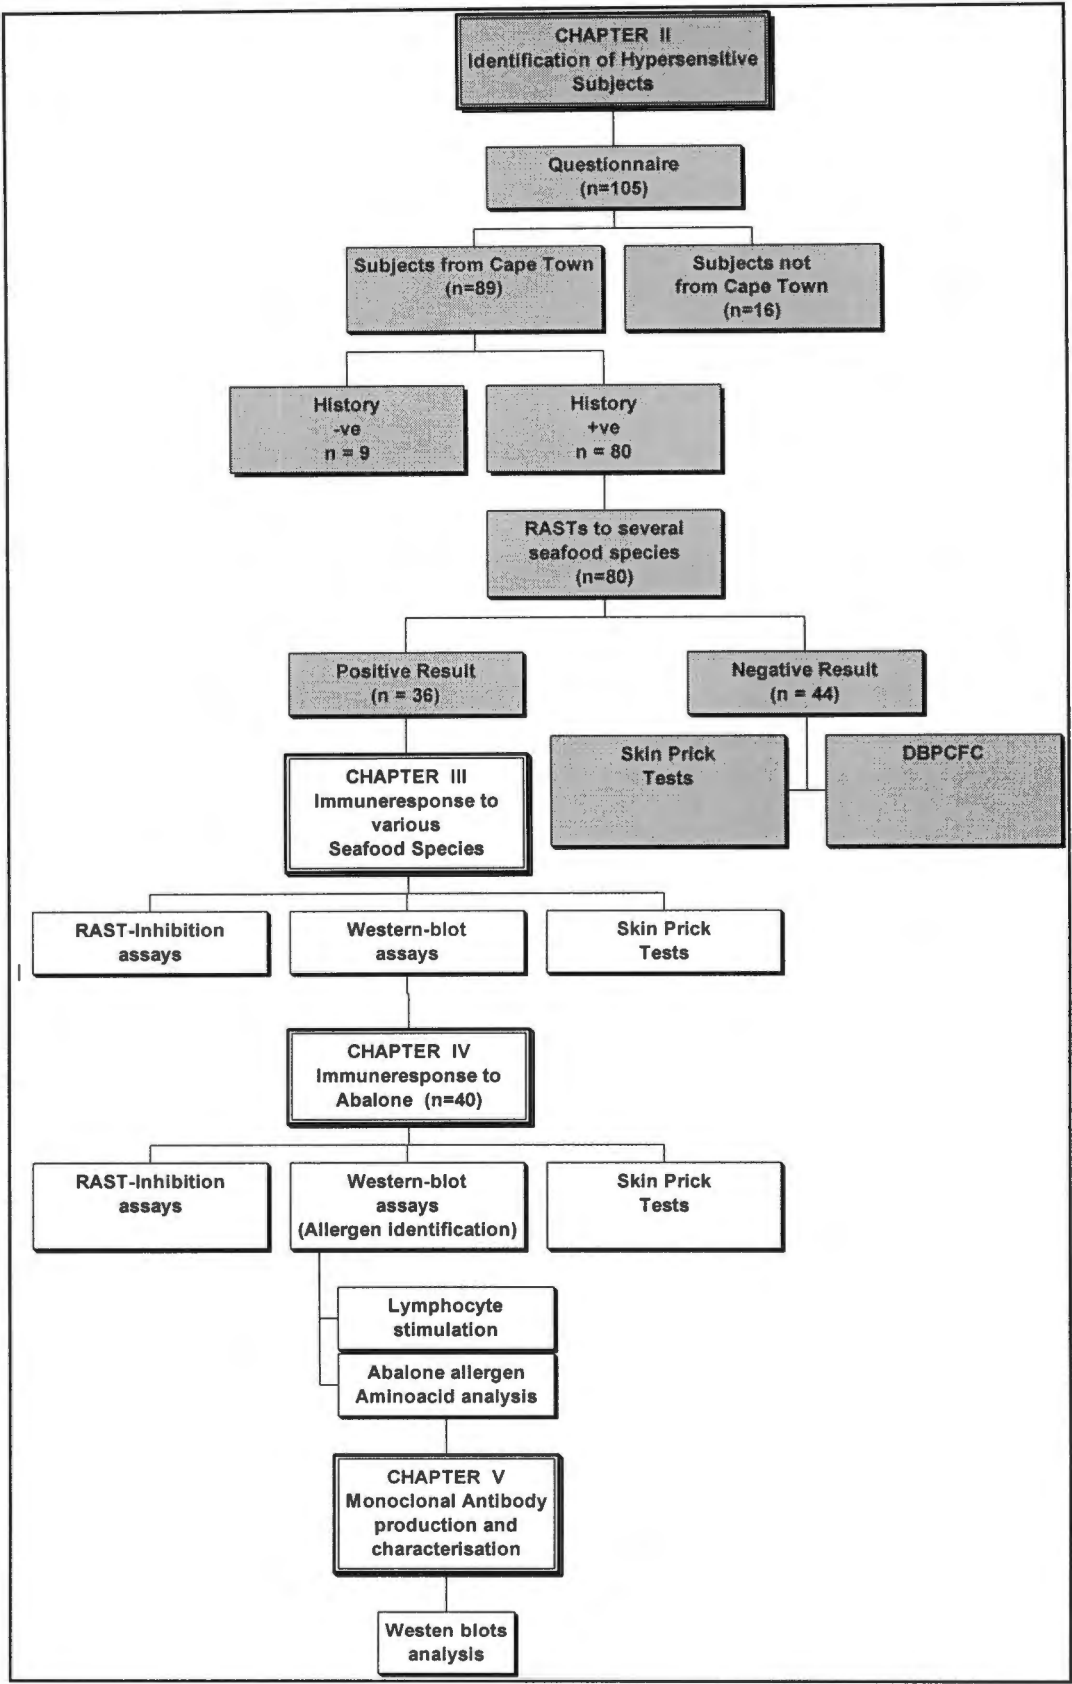 CHAPTER II
Identification of Hypersensitive
Subjects
Questionnaire
(n=105)
Subjects from Cape Town
(n=89)
Subjects not
from Cape Town
(n=16)
History
-ve
n = 9
History
+ve
n = 80
RASTs to several
seafood species
(n=80)
Positive Result
(n = 36)
Negative Result
(n = 44)
Skin Prick
Tests
DBPCFC
CHAPTER III
Immuneresponse to
various
Seafood Species
RAST-Inhibition
assays
Western-blot
assays
Skin Prick
Tests
CHAPTER IV
Immuneresponse to
Abalone (n=40)
RAST-Inhibition
assays
Western-blot
assays
(Allergen identification)
Skin Prick
Tests
Lymphocyte
stimulation
Abalone allergen
Aminoacid analysis
CHAPTER V
Monoclonal Antibody
production and
characterisation
Westen blots
analysis